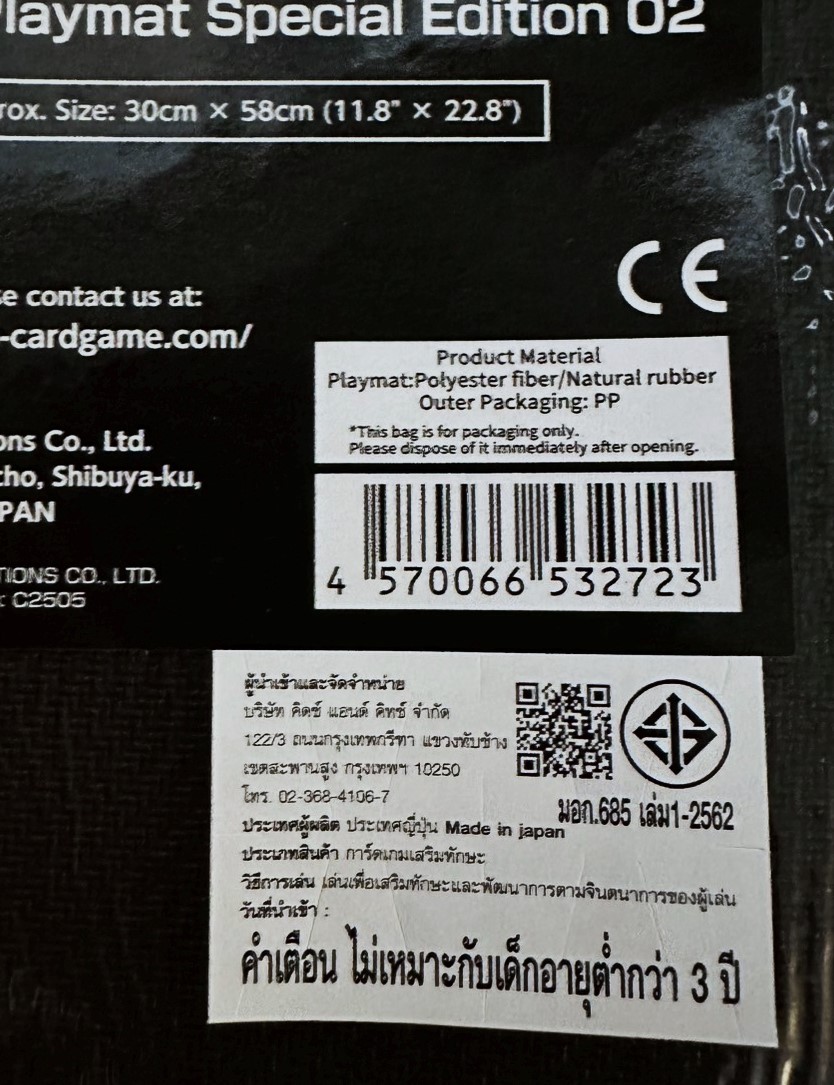 laymat Special Edition 02
rox. Size: 30cm × 58cm (11.8" × 22.8")
CE
se contact us at:
-cardgame.com/
Product Material
Playmat:Polyester fiber/Natural rubber
Outer Packaging: PP
*This bag is for packaging only.
Please dispose of it immediately after opening.
ons Co., Ltd.
cho, Shibuya-ku,
PAN
TIONS CO., LTD.
: C2505
4 570066 532723
ผู้นำเข้าและจัดจำหน่าย
บริษัท คิดซ์ แอนด์ คิทซ์ จำกัด
122/3 ถนนกรุงเทพกรีฑา แขวงทับช้าง
เขตสะพานสูง กรุงเทพฯ 10250
โทร. 02-368-4106-7
มอก.685 เล่ม1-2562
ประเทศผู้ผลิต ประเทศญี่ปุ่น Made in japan
ประเภทสินค้า การ์ดเกมเสริมทักษะ
วิธีการเล่น เล่นเพื่อเสริมทักษะและพัฒนาการตามจินตนาการของผู้เล่น
วันที่นำเข้า :
คำเตือน ไม่เหมาะกับเด็กอายุต่ำกว่า 3 ปี